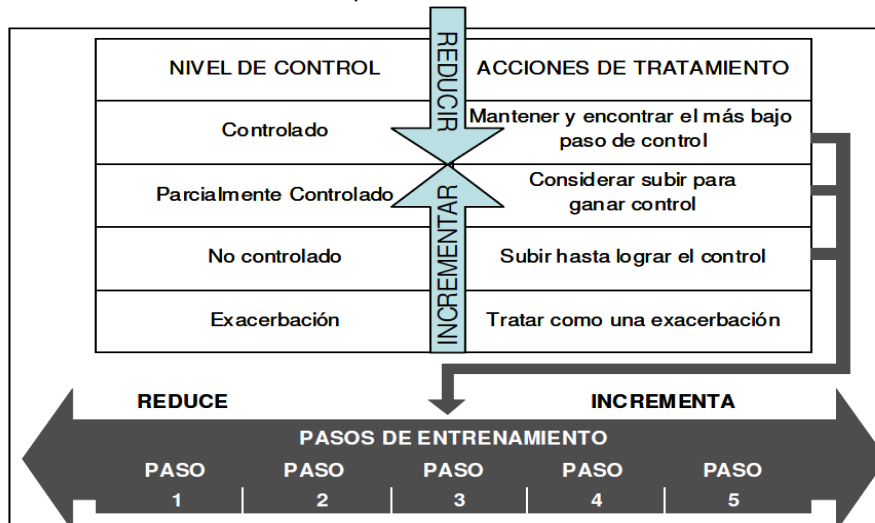 NIVEL DE CONTROL
ACCIONES DE TRATAMIENTO
REDUCIR
Controlado
Mantener y encontrar el más bajo
paso de control
Parcialmente Controlado
Considerar subir para
ganar control
INCREMENTAR
No controlado
Subir hasta lograr el control
Exacerbación
Tratar como una exacerbación
REDUCE
INCREMENTA
PASOS DE ENTRENAMIENTO
PASO PASO PASO PASO PASO
1 2 3 4 5